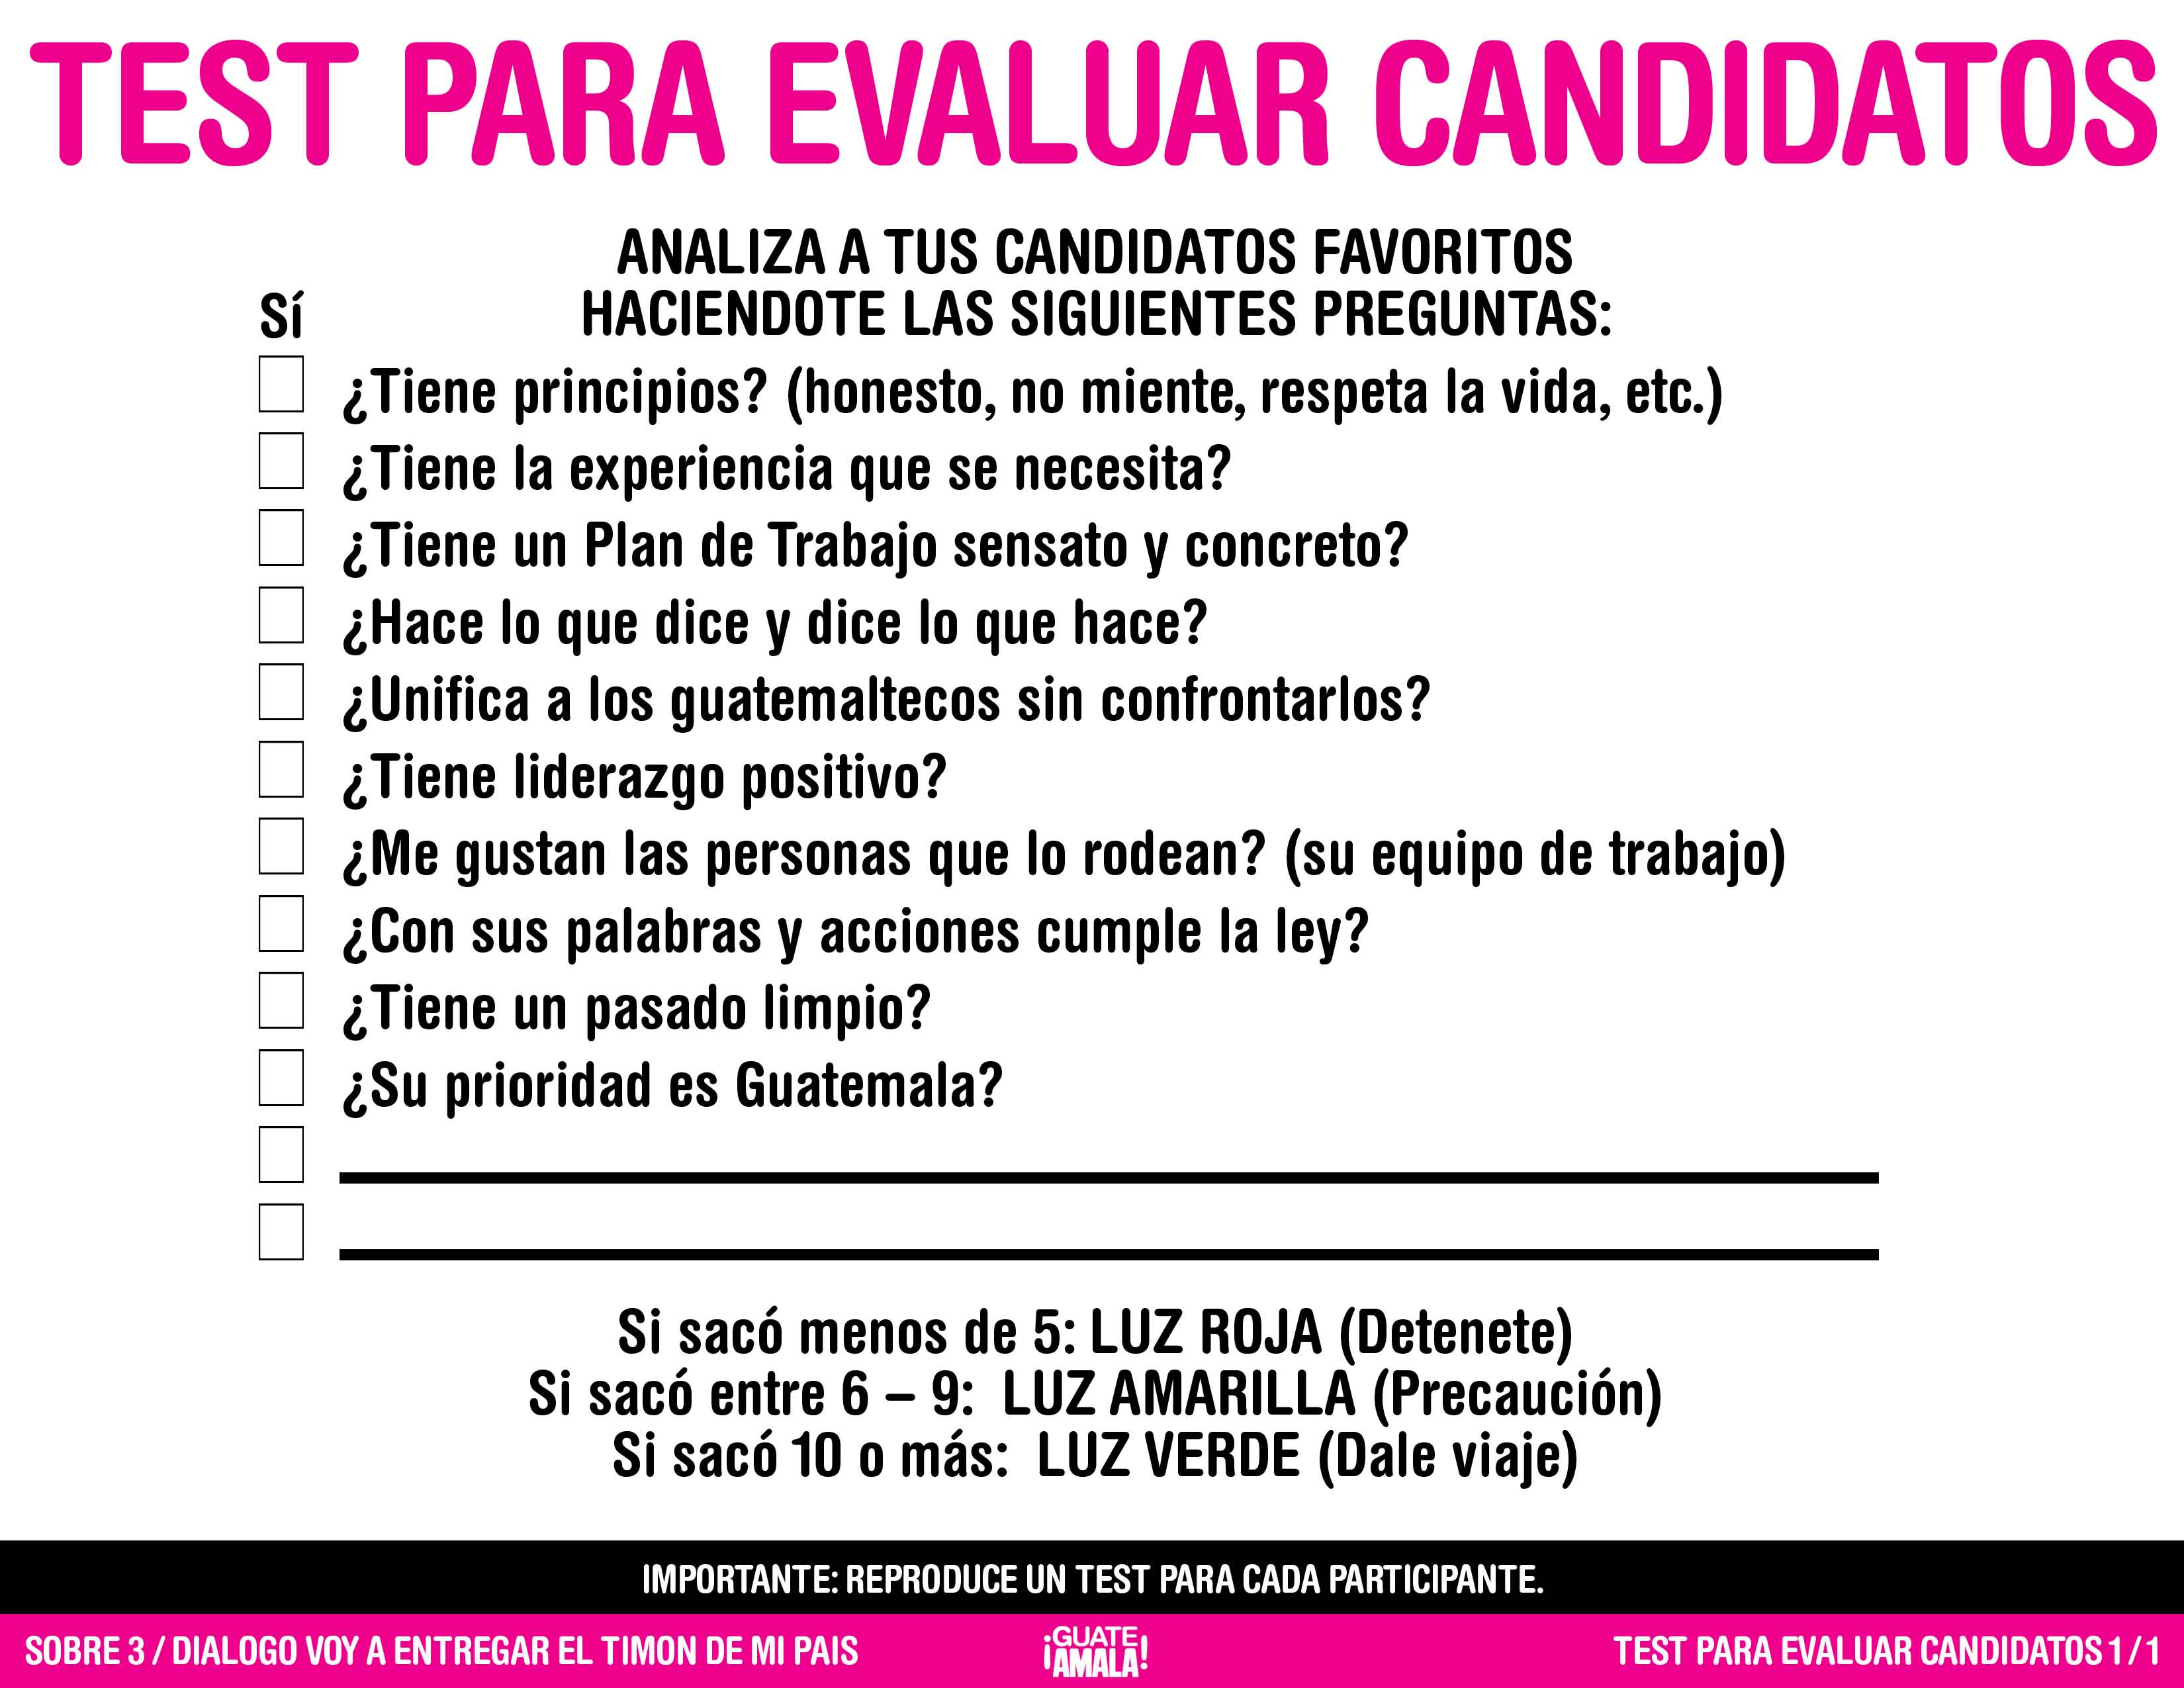 TEST PARA EVALUAR CANDIDATOS
ANALIZA A TUS CANDIDATOS FAVORITOS
HACIENDOTE LAS SIGUIENTES PREGUNTAS:
Sí
¿Tiene principios? (honesto, no miente, respeta la vida, etc.)
¿Tiene la experiencia que se necesita?
¿Tiene un Plan de Trabajo sensato y concreto?
¿Hace lo que dice y dice lo que hace?
¿Unifica a los guatemaltecos sin confrontarlos?
¿Tiene liderazgo positivo?
¿Me gustan las personas que lo rodean? (su equipo de trabajo)
¿Con sus palabras y acciones cumple la ley?
¿Tiene un pasado limpio?
¿Su prioridad es Guatemala?
Si sacó menos de 5: LUZ ROJA (Detenete)
Si sacó entre 6 – 9: LUZ AMARILLA (Precaución)
Si sacó 10 o más: LUZ VERDE (Dale viaje)
IMPORTANTE: REPRODUCE UN TEST PARA CADA PARTICIPANTE.
SOBRE 3 / DIALOGO VOY A ENTREGAR EL TIMON DE MI PAIS
¡GUATE
AMALA!
TEST PARA EVALUAR CANDIDATOS 1/1